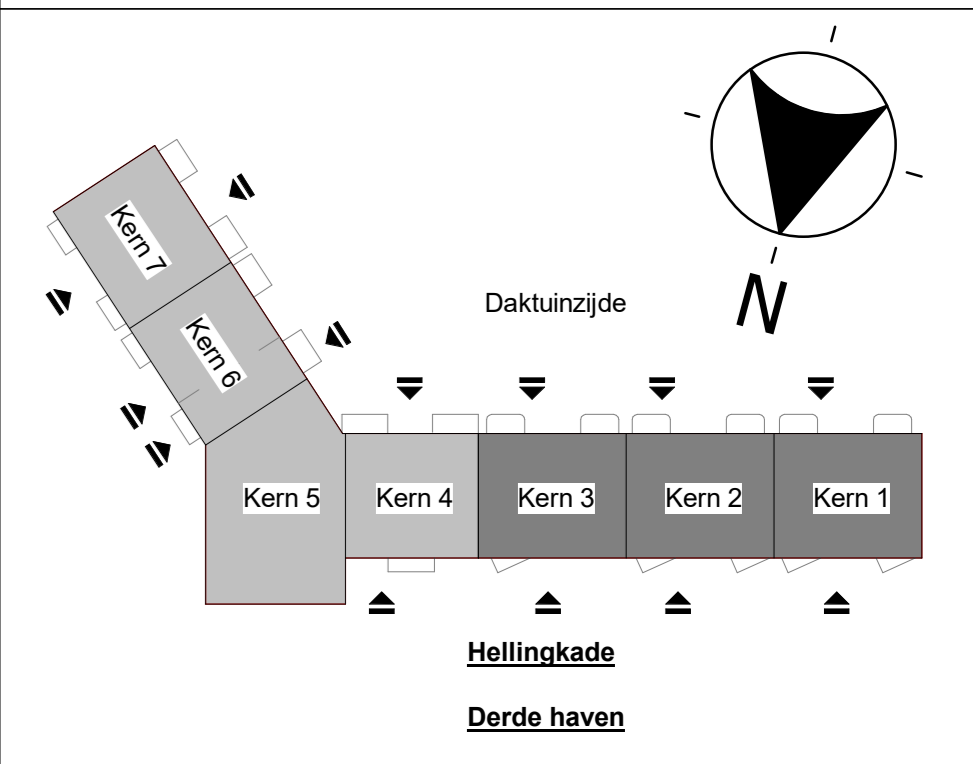 N
Daktuinzijde
Kern 7
Kern 6
Kern 5
Kern 4
Kern 3
Kern 2
Kern 1
Hellingkade
Derde haven